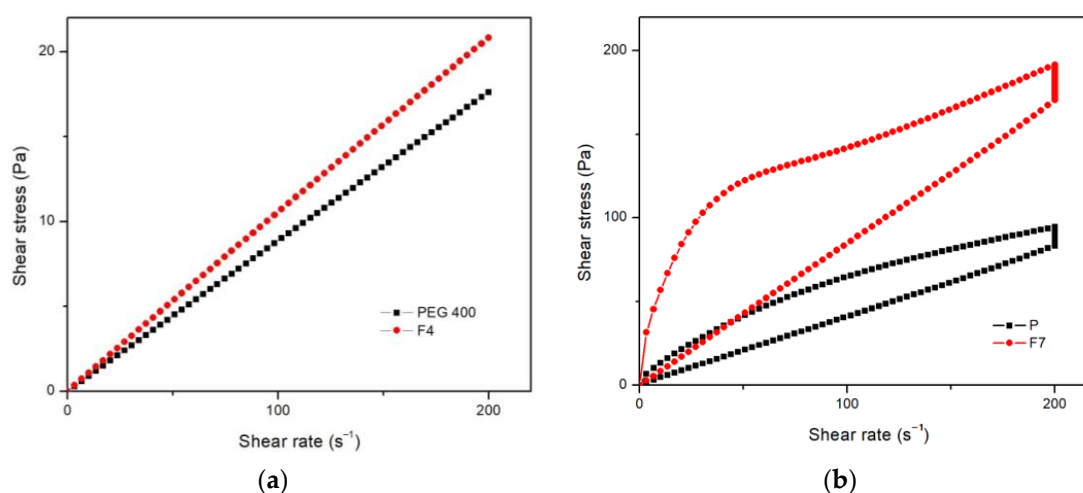 20
10
0
0
100
200
Shear stress (Pa)
Shear rate (s⁻¹)
PEG 400
F4
(a)
200
100
0
0
100
200
Shear stress (Pa)
Shear rate (s⁻¹)
P
F7
(b)